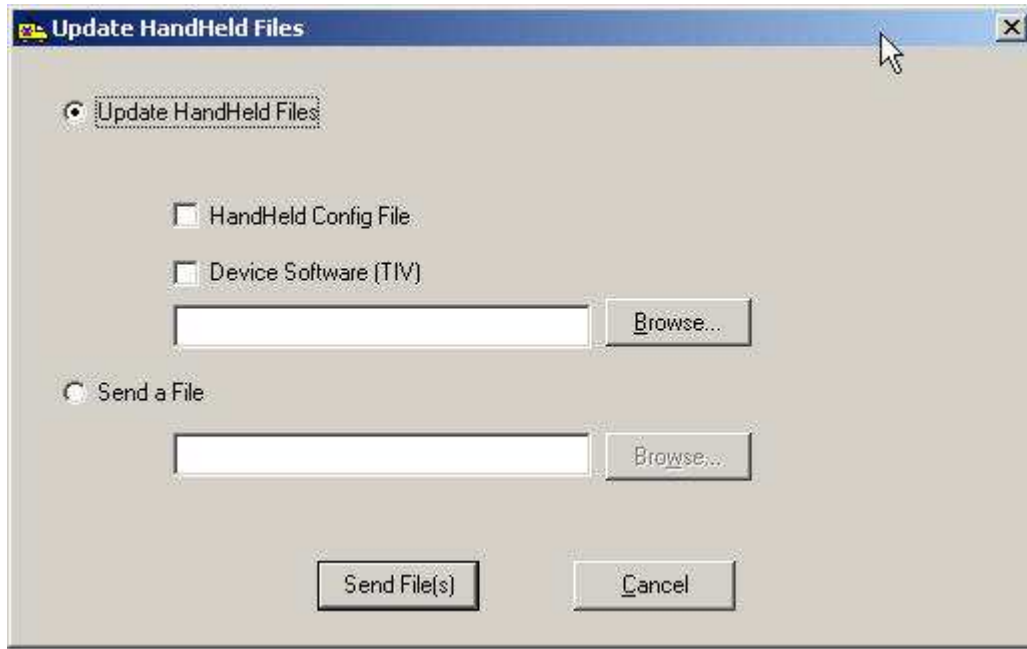 Update HandHeld Files
Update HandHeld Files
HandHeld Config File
Device Software (TIV)
Browse...
Send a File
Browse...
Send File(s)
Cancel